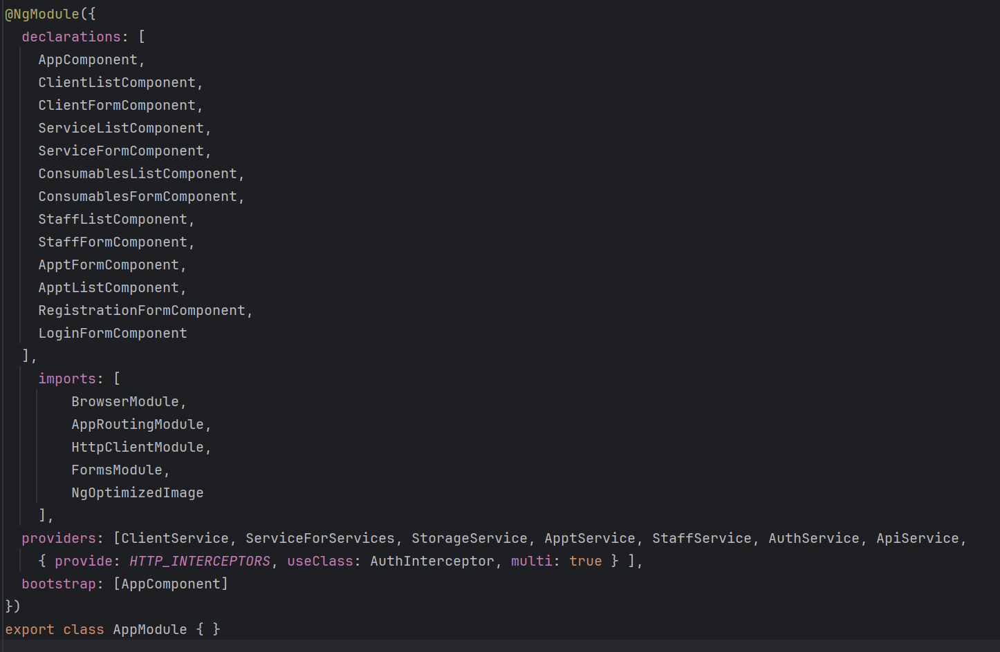 @NgModule({
  declarations: [
    AppComponent,
    ClientListComponent,
    ClientFormComponent,
    ServiceListComponent,
    ServiceFormComponent,
    ConsumablesListComponent,
    ConsumablesFormComponent,
    StaffListComponent,
    StaffFormComponent,
    ApptFormComponent,
    ApptListComponent,
    RegistrationFormComponent,
    LoginFormComponent
  ],
    imports: [
        BrowserModule,
        AppRoutingModule,
        HttpClientModule,
        FormsModule,
        NgOptimizedImage
    ],
  providers: [ClientService, ServiceForServices, StorageService, ApptService, StaffService, AuthService, ApiService,
    { provide: HTTP_INTERCEPTORS, useClass: AuthInterceptor, multi: true } ],
  bootstrap: [AppComponent]
})
export class AppModule { }